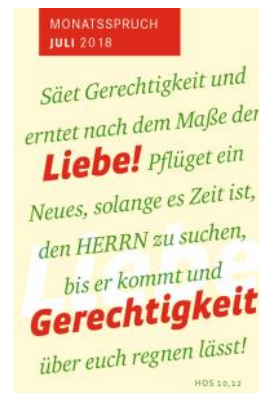 MONATSSPRUCH
JULI 2018
Säet Gerechtigkeit und
erntet nach dem Maße der
Liebe! Pflüget ein
Neues, solange es Zeit ist,
den HERRN zu suchen,
bis er kommt und
Gerechtigkeit
über euch regnen lässt!
HOS 10,12
Liebe